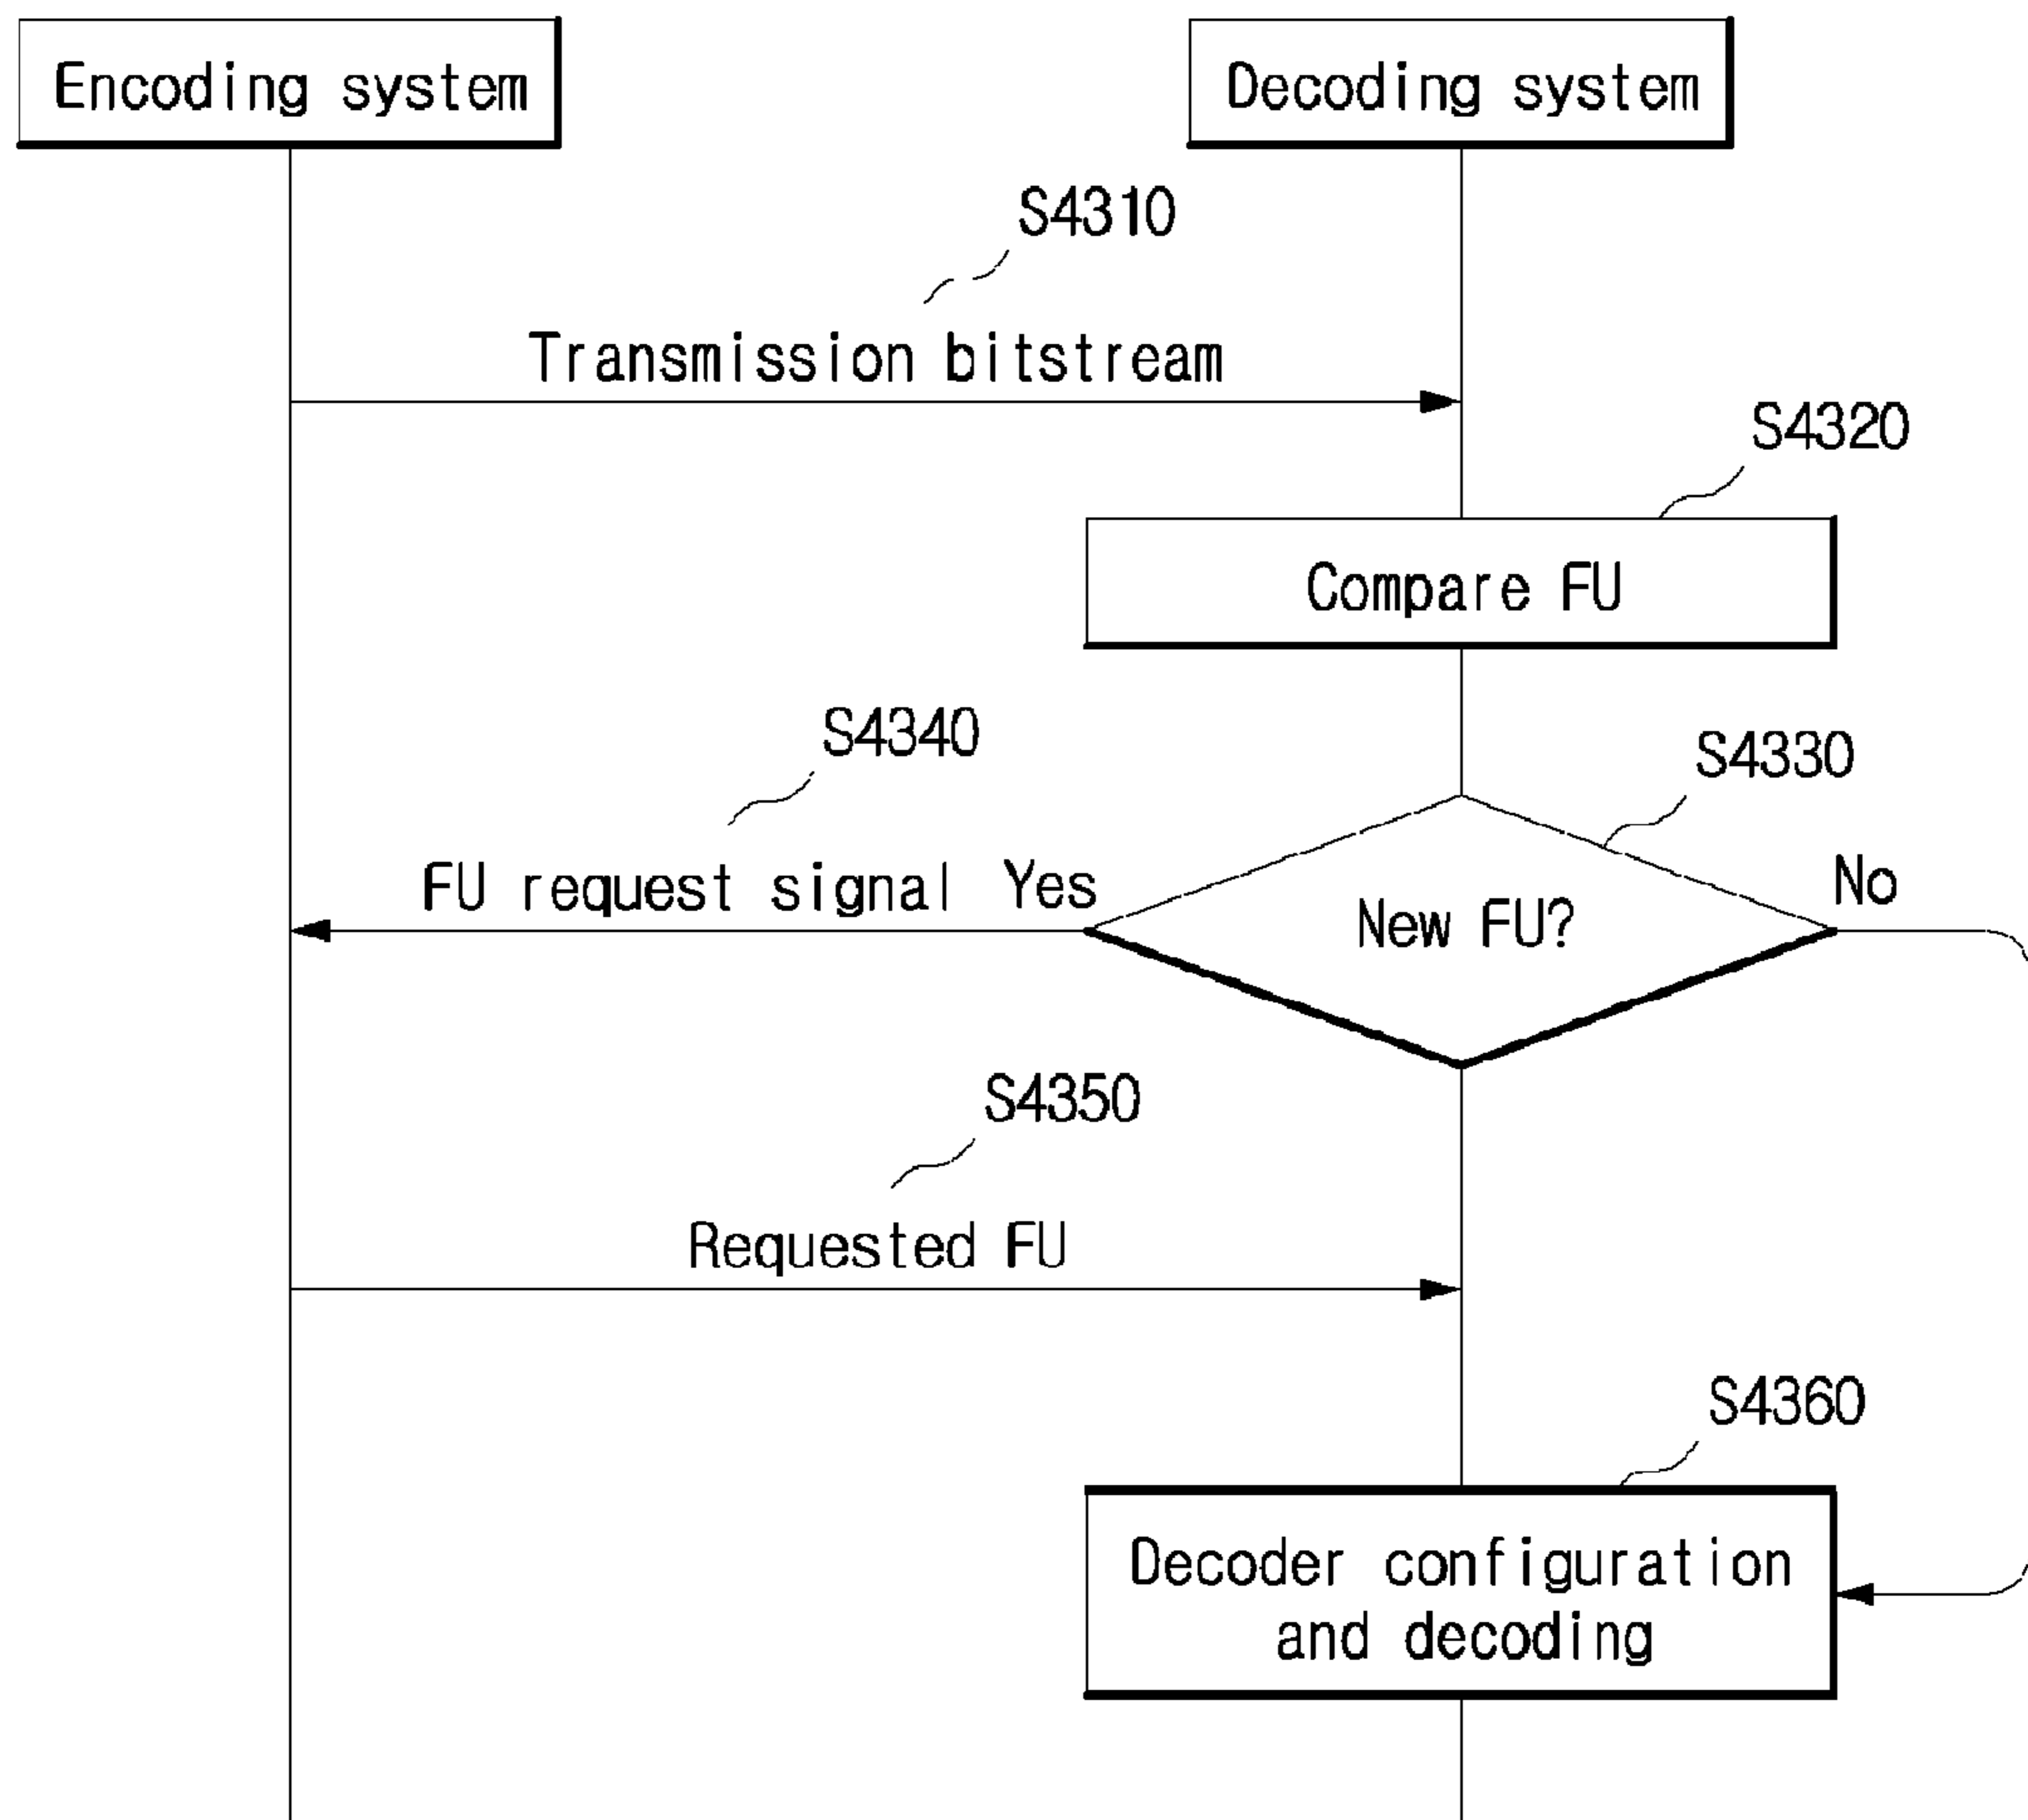 Encoding system
Decoding system
S4310
Transmission bitstream
S4320
Compare FU
S4340
S4330
FU request signal Yes
No
New FU?
S4350
Requested FU
S4360
Decoder configuration
and decoding